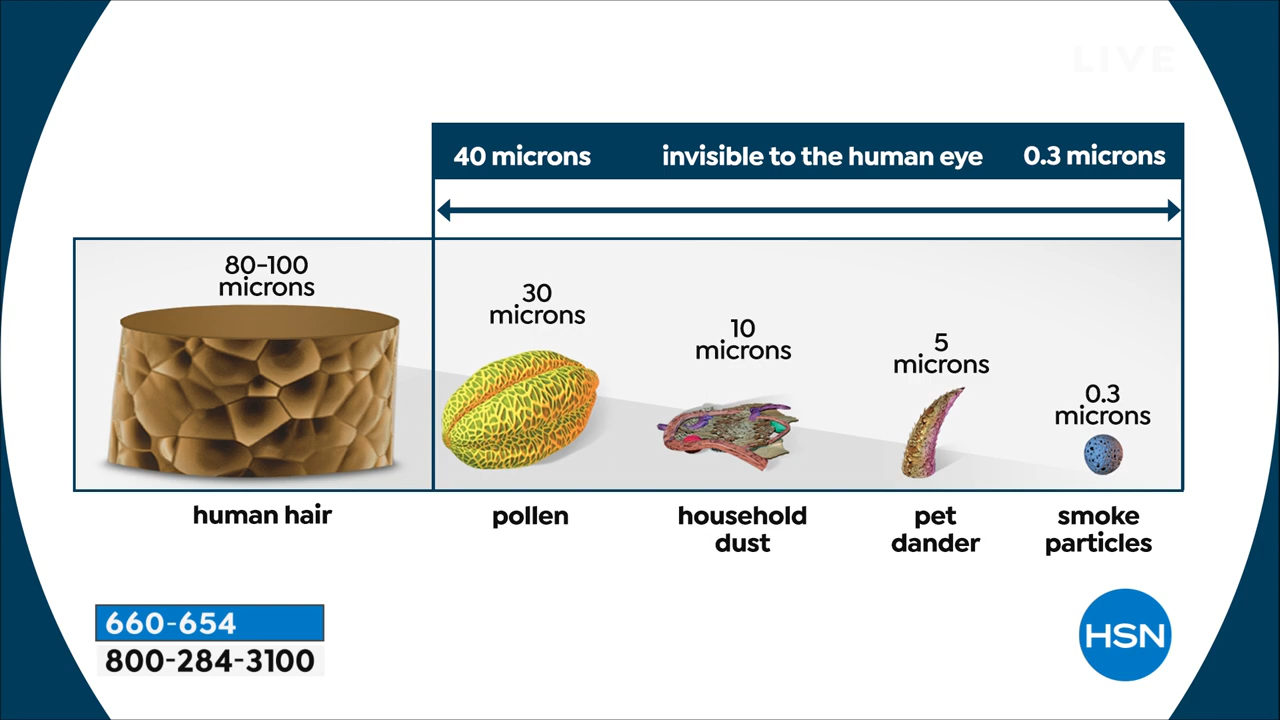 LIVE
40 microns
invisible to the human eye
0.3 microns
80-100
microns
30
microns
10
microns
5
microns
0.3
microns
human hair
pollen
household
dust
pet
dander
smoke
particles
660-654
800-284-3100
HSN